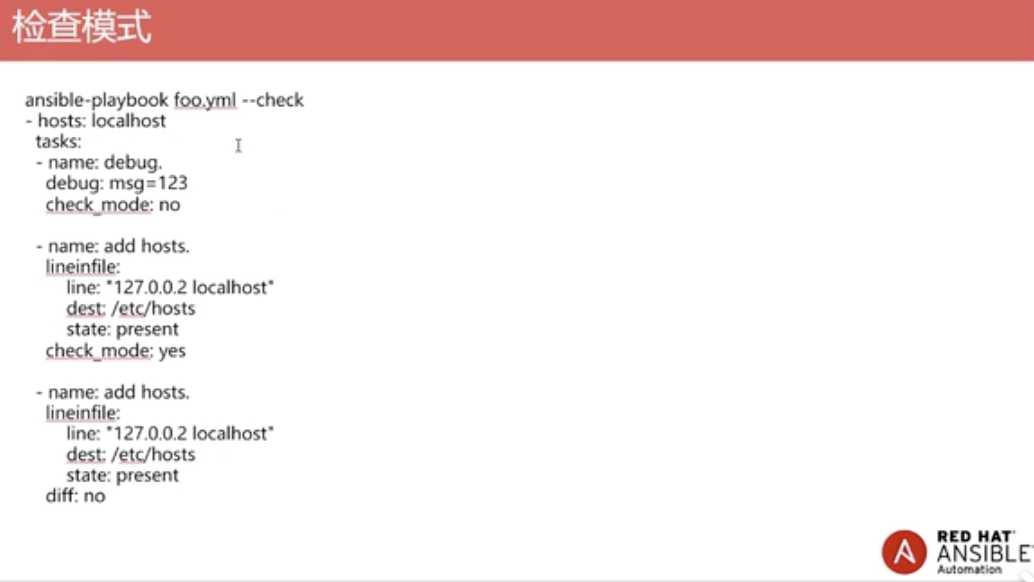 检查模式
ansible-playbook foo.yml --check
- hosts: localhost
  tasks:
  - name: debug.
    debug: msg=123
    check_mode: no

  - name: add hosts.
    lineinfile:
        line: "127.0.0.2 localhost"
        dest: /etc/hosts
        state: present
    check_mode: yes

  - name: add hosts.
    lineinfile:
        line: "127.0.0.2 localhost"
        dest: /etc/hosts
        state: present
    diff: no
RED HAT
ANSIBLE
Automation